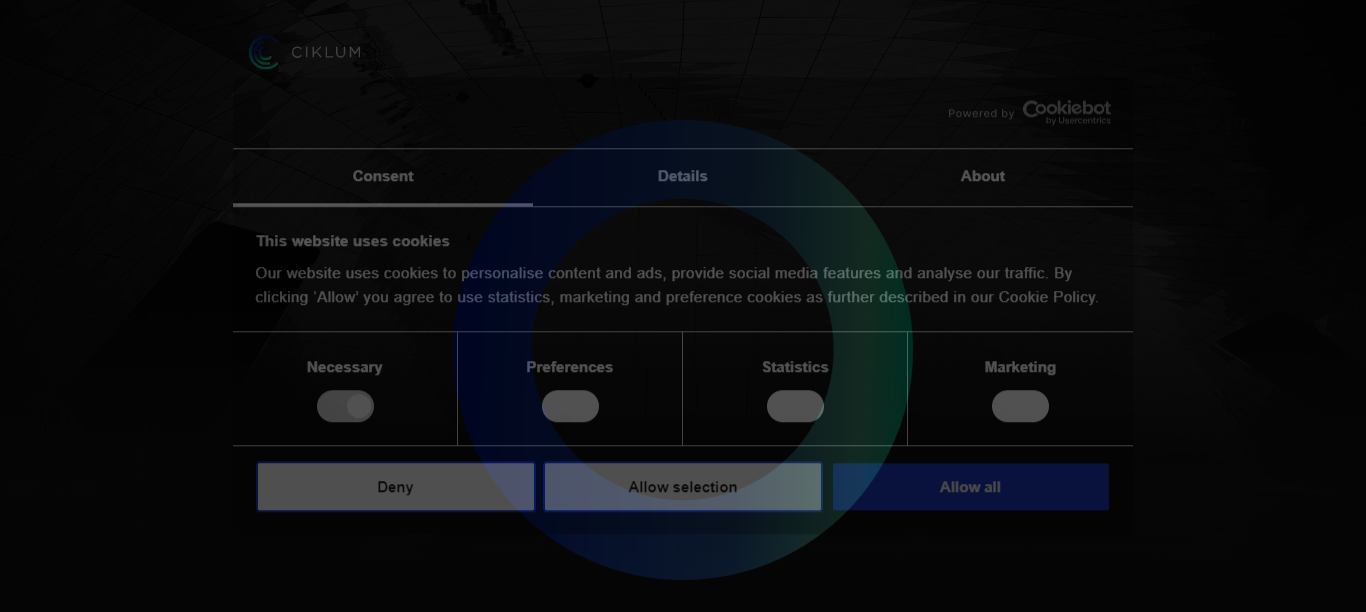 CIKLUM
Powered by Cookiebot
by Usercentrics
Consent Details About
This website uses cookies
Our website uses cookies to personalise content and ads, provide social media features and analyse our traffic. By
clicking 'Allow' you agree to use statistics, marketing and preference cookies as further described in our Cookie Policy.
Necessary Preferences Statistics Marketing
Deny Allow selection Allow all